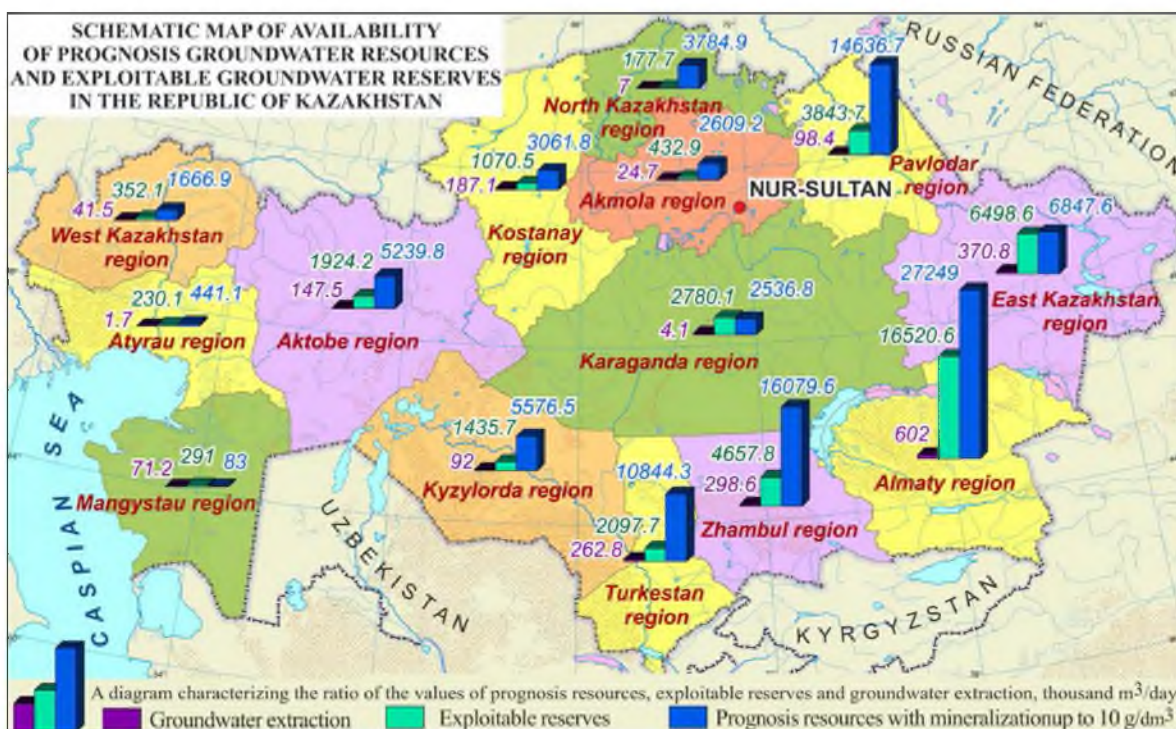 SCHEMATIC MAP OF AVAILABILITY
OF PROGNOSIS GROUNDWATER RESOURCES
AND EXPLOITABLE GROUNDWATER RESERVES
IN THE REPUBLIC OF KAZAKHSTAN
RUSSIAN FEDERATION
7
177.7
3784.9
North Kazakhstan
region
98.4
3843.7
14636.7
Pavlodar
region
187.1
1070.5
3061.8
Kostanay
region
24.7
432.9
2609.2
Akmola region
NUR-SULTAN
41.5
352.1
1666.9
West Kazakhstan
region
370.8
6498.6
6847.6
East Kazakhstan
region
147.5
1924.2
5239.8
Aktobe region
1.7
230.1
441.1
Atyrau region
4.1
2780.1
2536.8
Karaganda region
602
16520.6
27249
Almaty region
92
1435.7
5576.5
Kyzylorda region
298.6
4657.8
16079.6
Zhambul region
71.2
291
83
Mangystau region
262.8
2097.7
10844.3
Turkestan
region
CASPIAN SEA
UZBEKISTAN
KYRGYZSTAN
A diagram characterizing the ratio of the values of prognosis resources, exploitable reserves and groundwater extraction, thousand m³/day
Groundwater extraction
Exploitable reserves
Prognosis resources with mineralizationup to 10 g/dm³